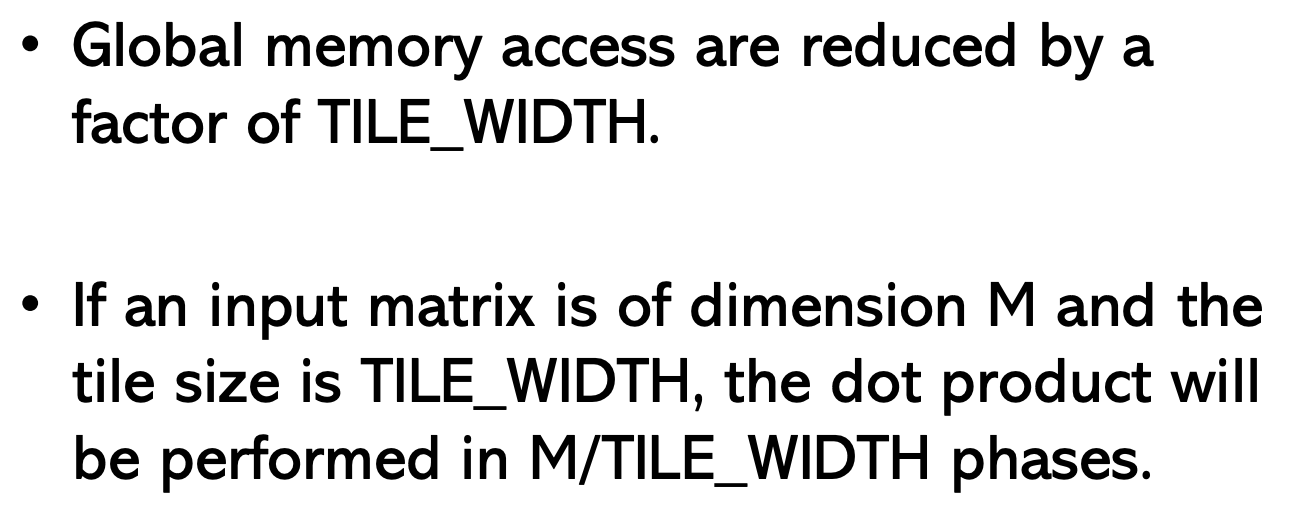 • Global memory access are reduced by a
factor of TILE_WIDTH.
• If an input matrix is of dimension M and the
tile size is TILE_WIDTH, the dot product will
be performed in M/TILE_WIDTH phases.